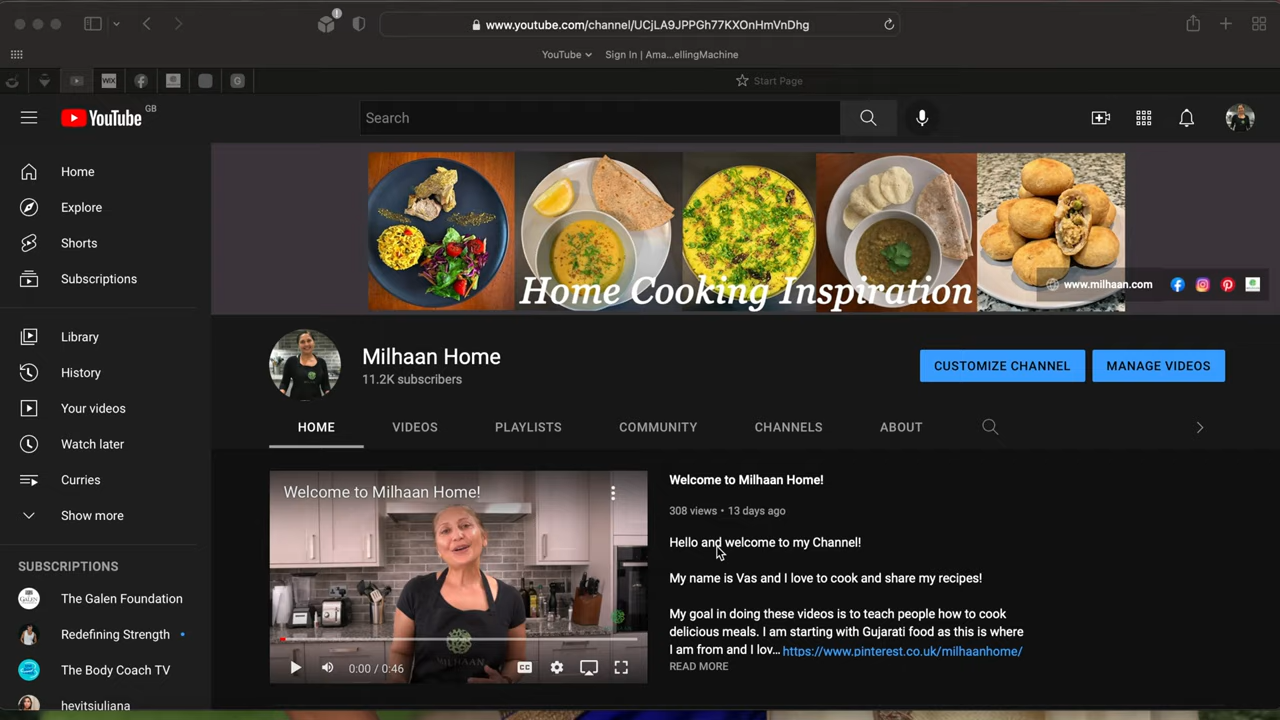 www.youtube.com/channel/UCjLA9JPPGh77KXOnHmVnDhg
YouTube
Sign In | Ama...ellingMachine
WIX
G
Start Page
YouTube
GB
Search
Home
Explore
Shorts
Subscriptions
Library
History
Your videos
Watch later
Curries
Show more
SUBSCRIPTIONS
The Galen Foundation
Redefining Strength
The Body Coach TV
hevitsiuliana
Home Cooking Inspiration
www.milhaan.com
Milhaan Home
11.2K subscribers
CUSTOMIZE CHANNEL
MANAGE VIDEOS
HOME
VIDEOS
PLAYLISTS
COMMUNITY
CHANNELS
ABOUT
Welcome to Milhaan Home!
MILHAAN
0:00 / 0:46
CC
Welcome to Milhaan Home!
308 views • 13 days ago
Hello and welcome to my Channel!
My name is Vas and I love to cook and share my recipes!
My goal in doing these videos is to teach people how to cook
delicious meals. I am starting with Gujarati food as this is where
I am from and I lov... https://www.pinterest.co.uk/milhaanhome/
READ MORE